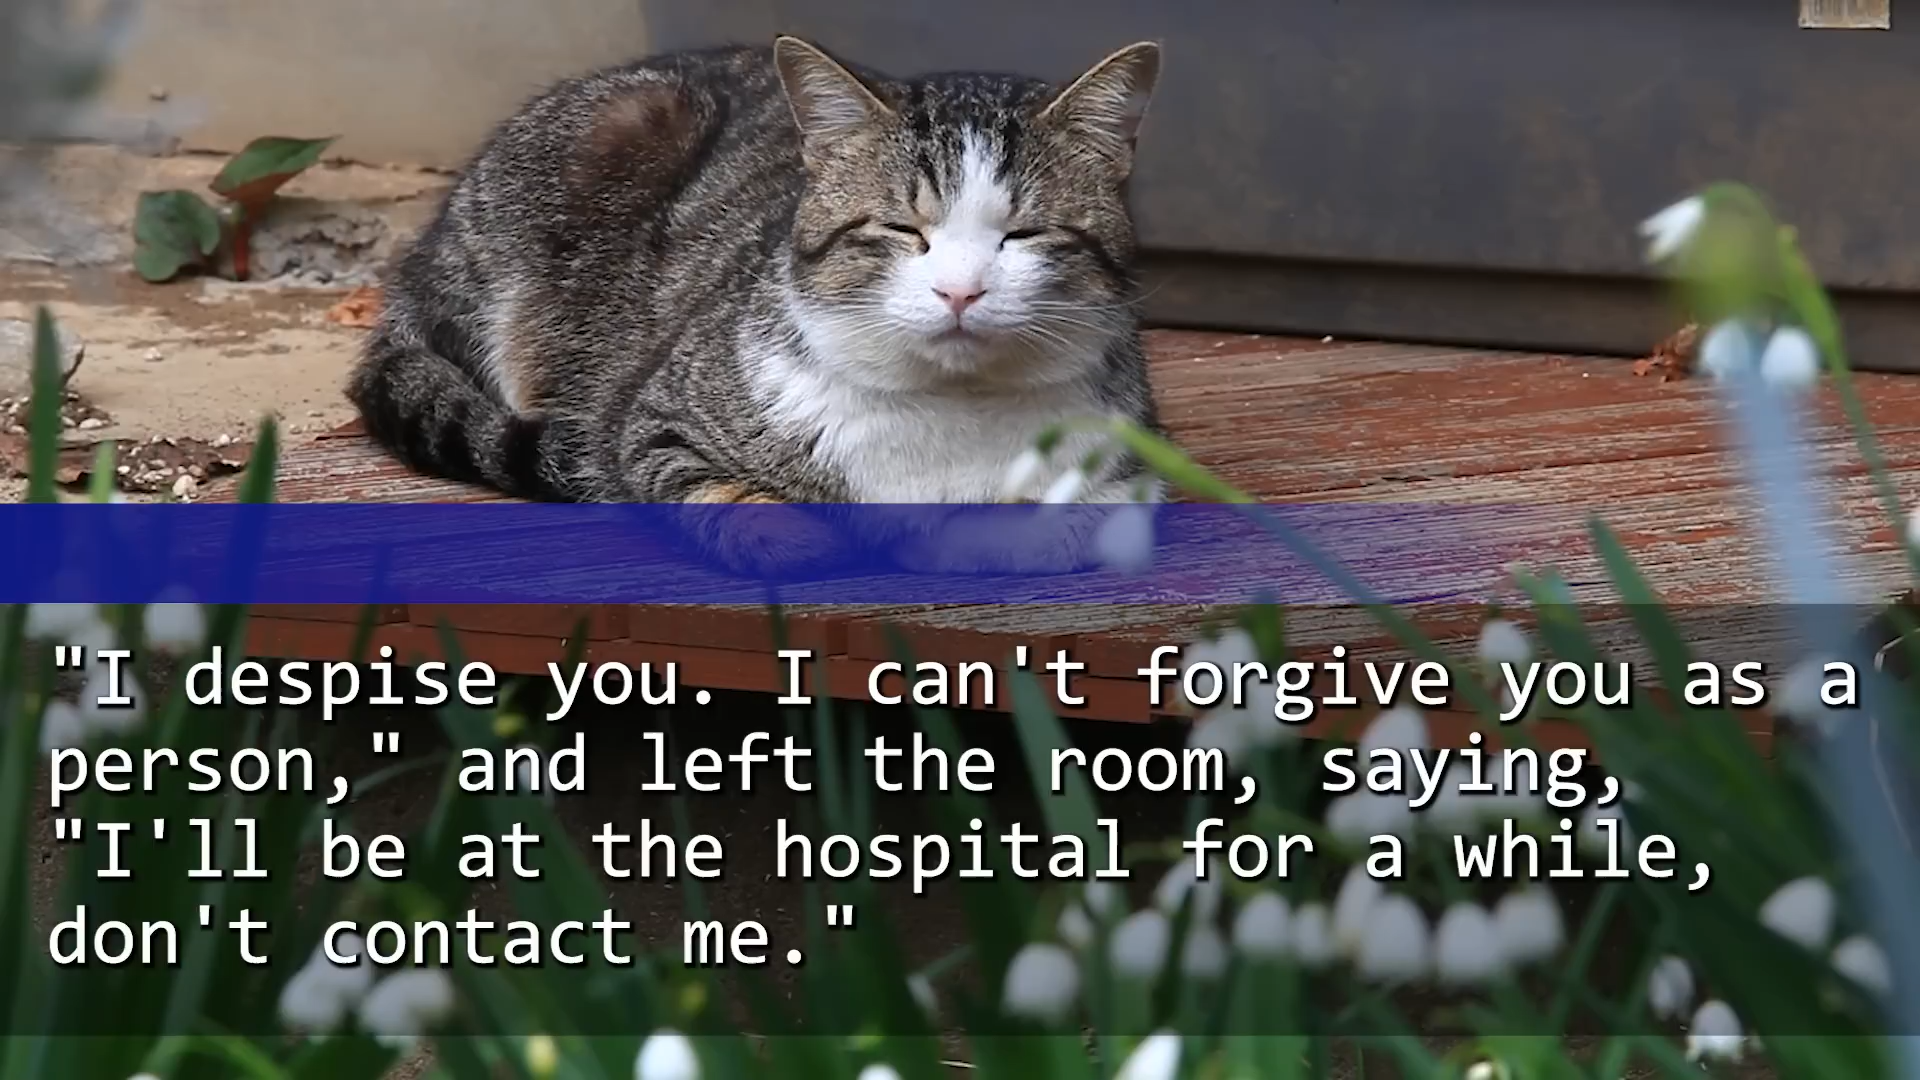 "I despise you. I can't forgive you as a
person," and left the room, saying,
"I'll be at the hospital for a while,
don't contact me."